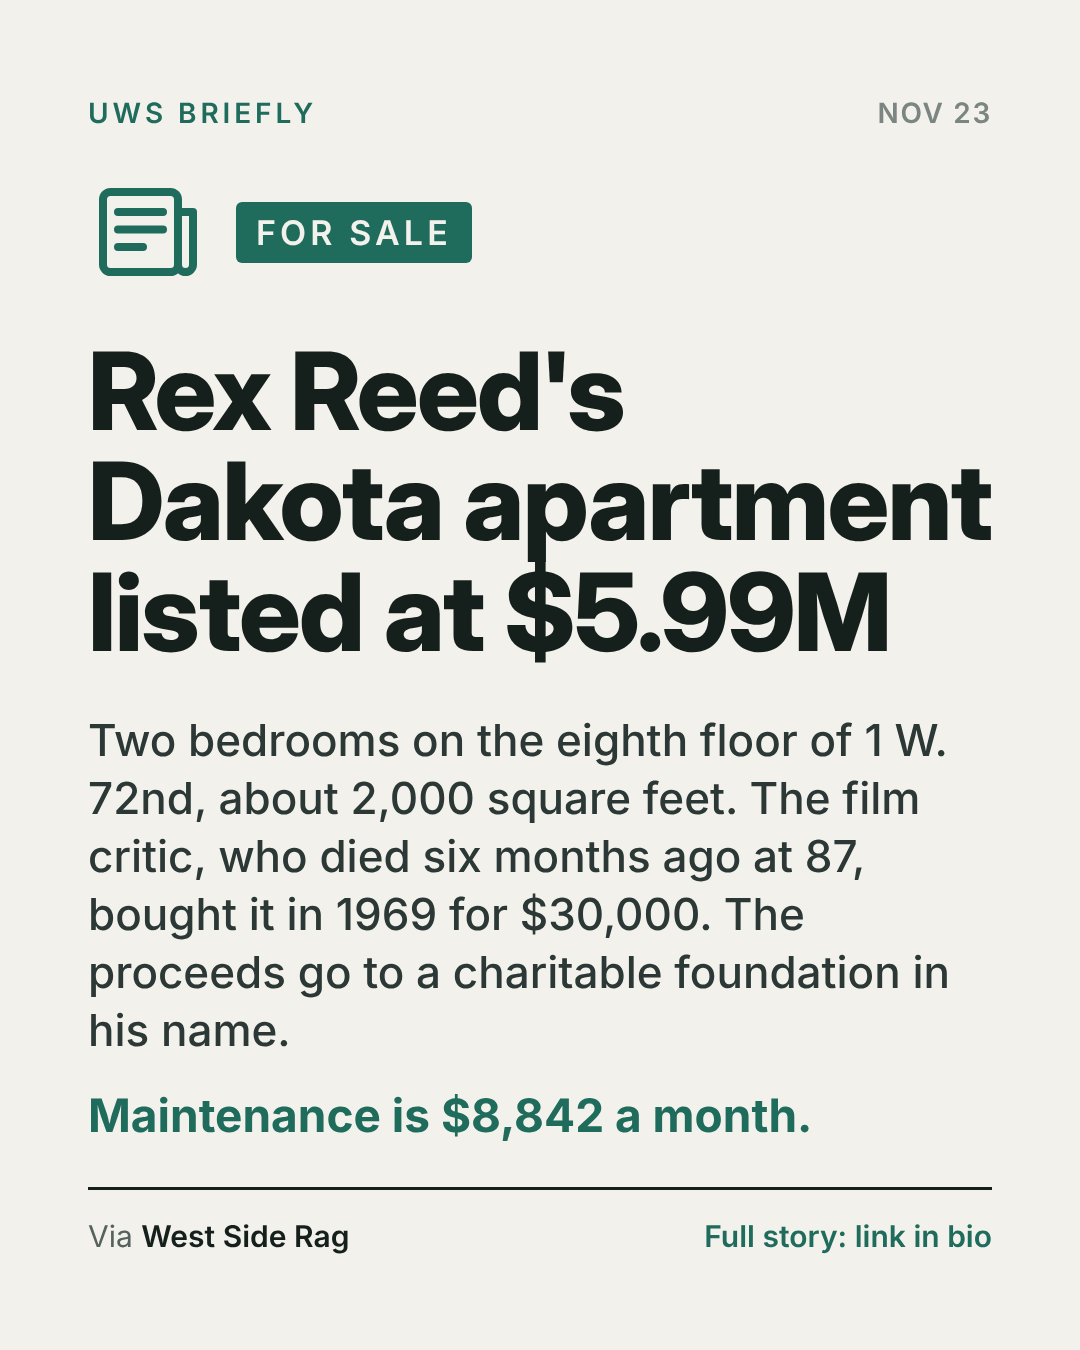 UWS BRIEFLY
NOV 23
FOR SALE
Rex Reed's
Dakota apartment
listed at $5.99M
Two bedrooms on the eighth floor of 1 W.
72nd, about 2,000 square feet. The film
critic, who died six months ago at 87,
bought it in 1969 for $30,000. The
proceeds go to a charitable foundation in
his name.
Maintenance is $8,842 a month.
Via West Side Rag
Full story: link in bio